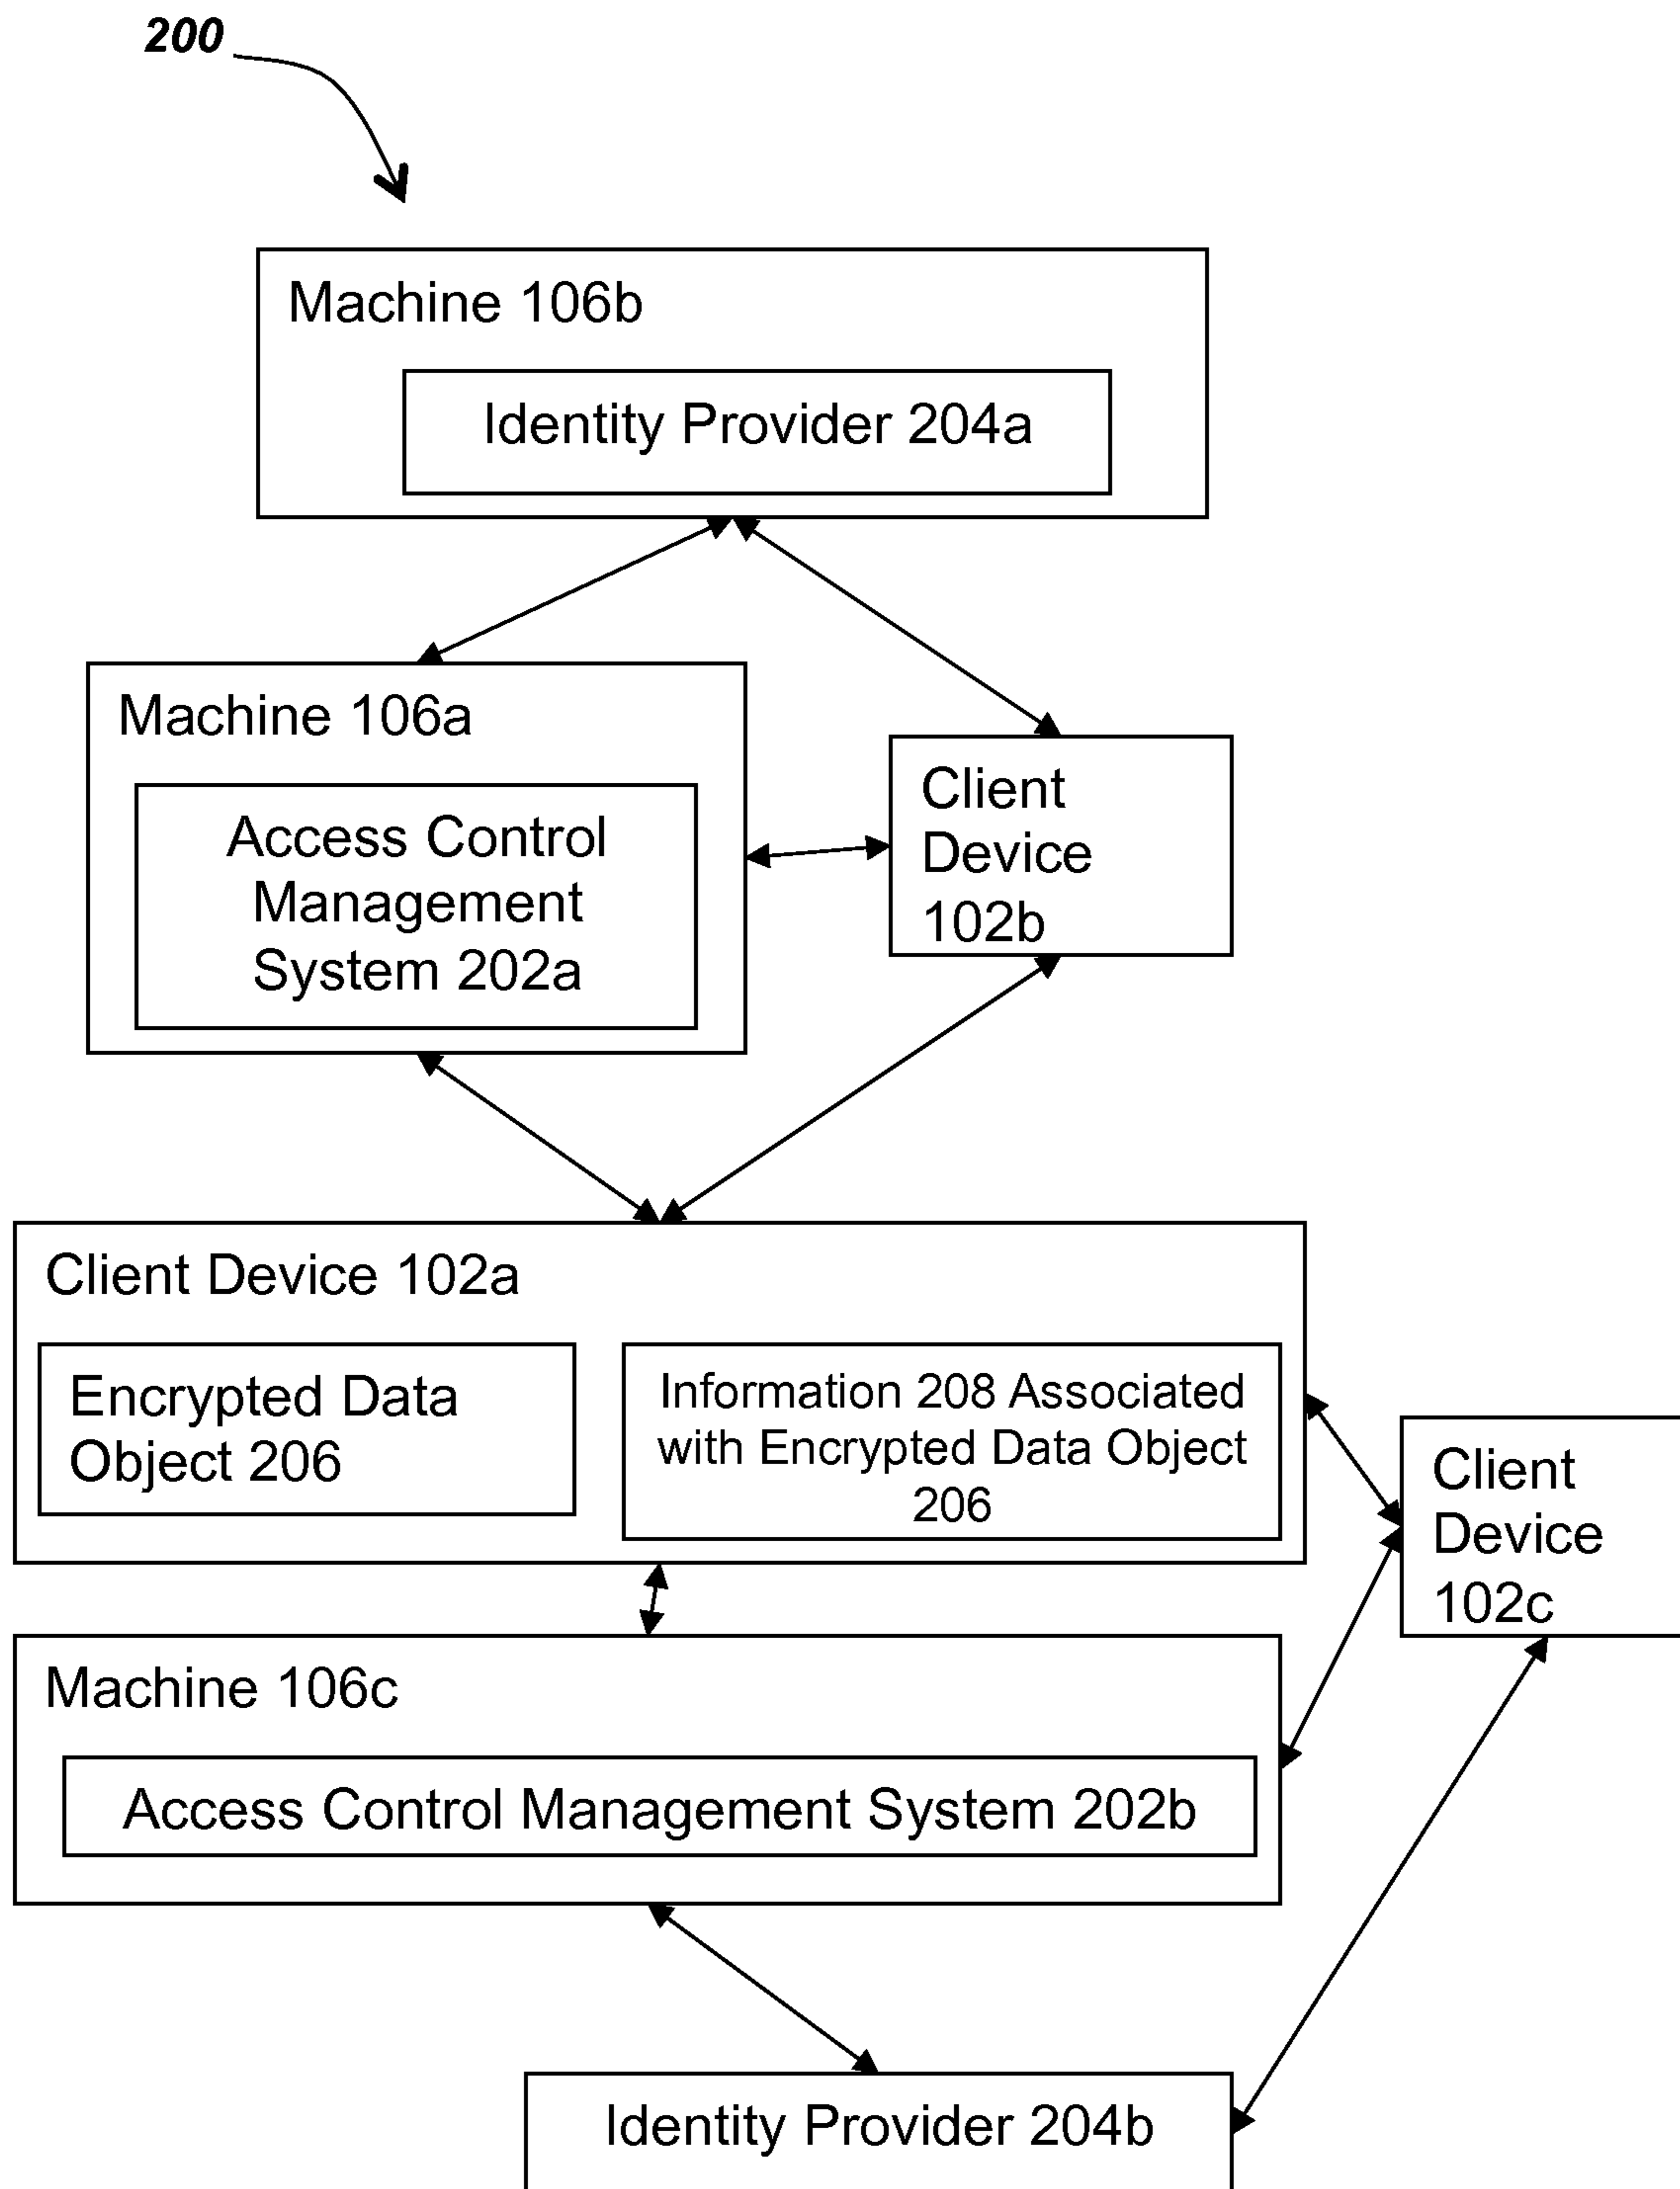 200
Machine 106b
Identity Provider 204a
Machine 106a
Access Control
Management
System 202a
Client
Device
102b
Client Device 102a
Encrypted Data
Object 206
Information 208 Associated
with Encrypted Data Object
206
Client
Device
102c
Machine 106c
Access Control Management System 202b
Identity Provider 204b